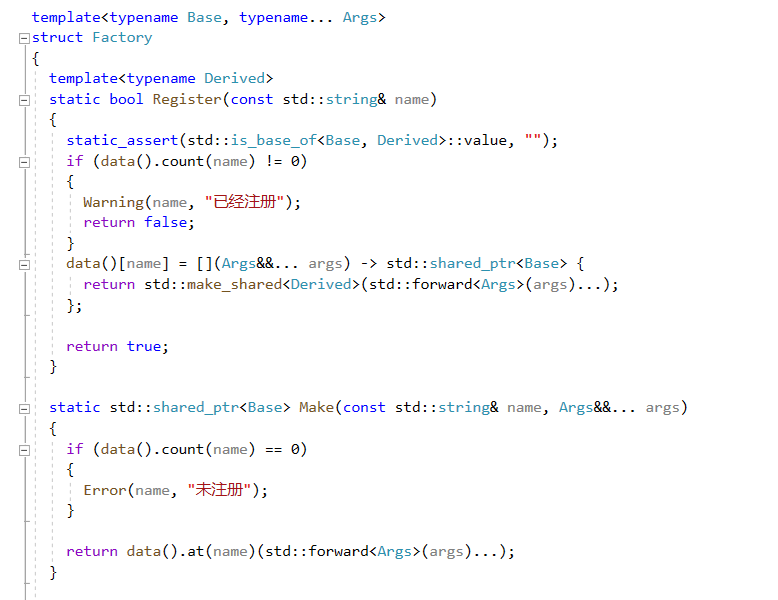 template<typename Base, typename... Args>
struct Factory
{
template<typename Derived>
static bool Register(const std::string& name)
{
static_assert(std::is_base_of<Base, Derived>::value, "");
if (data().count(name) != 0)
{
Warning(name, "已经注册");
return false;
}
data()[name] = [](Args&&... args) -> std::shared_ptr<Base> {
return std::make_shared<Derived>(std::forward<Args>(args)...);
};
return true;
}
static std::shared_ptr<Base> Make(const std::string& name, Args&&... args)
{
if (data().count(name) == 0)
{
Error(name, "未注册");
}
return data().at(name)(std::forward<Args>(args)...);
}